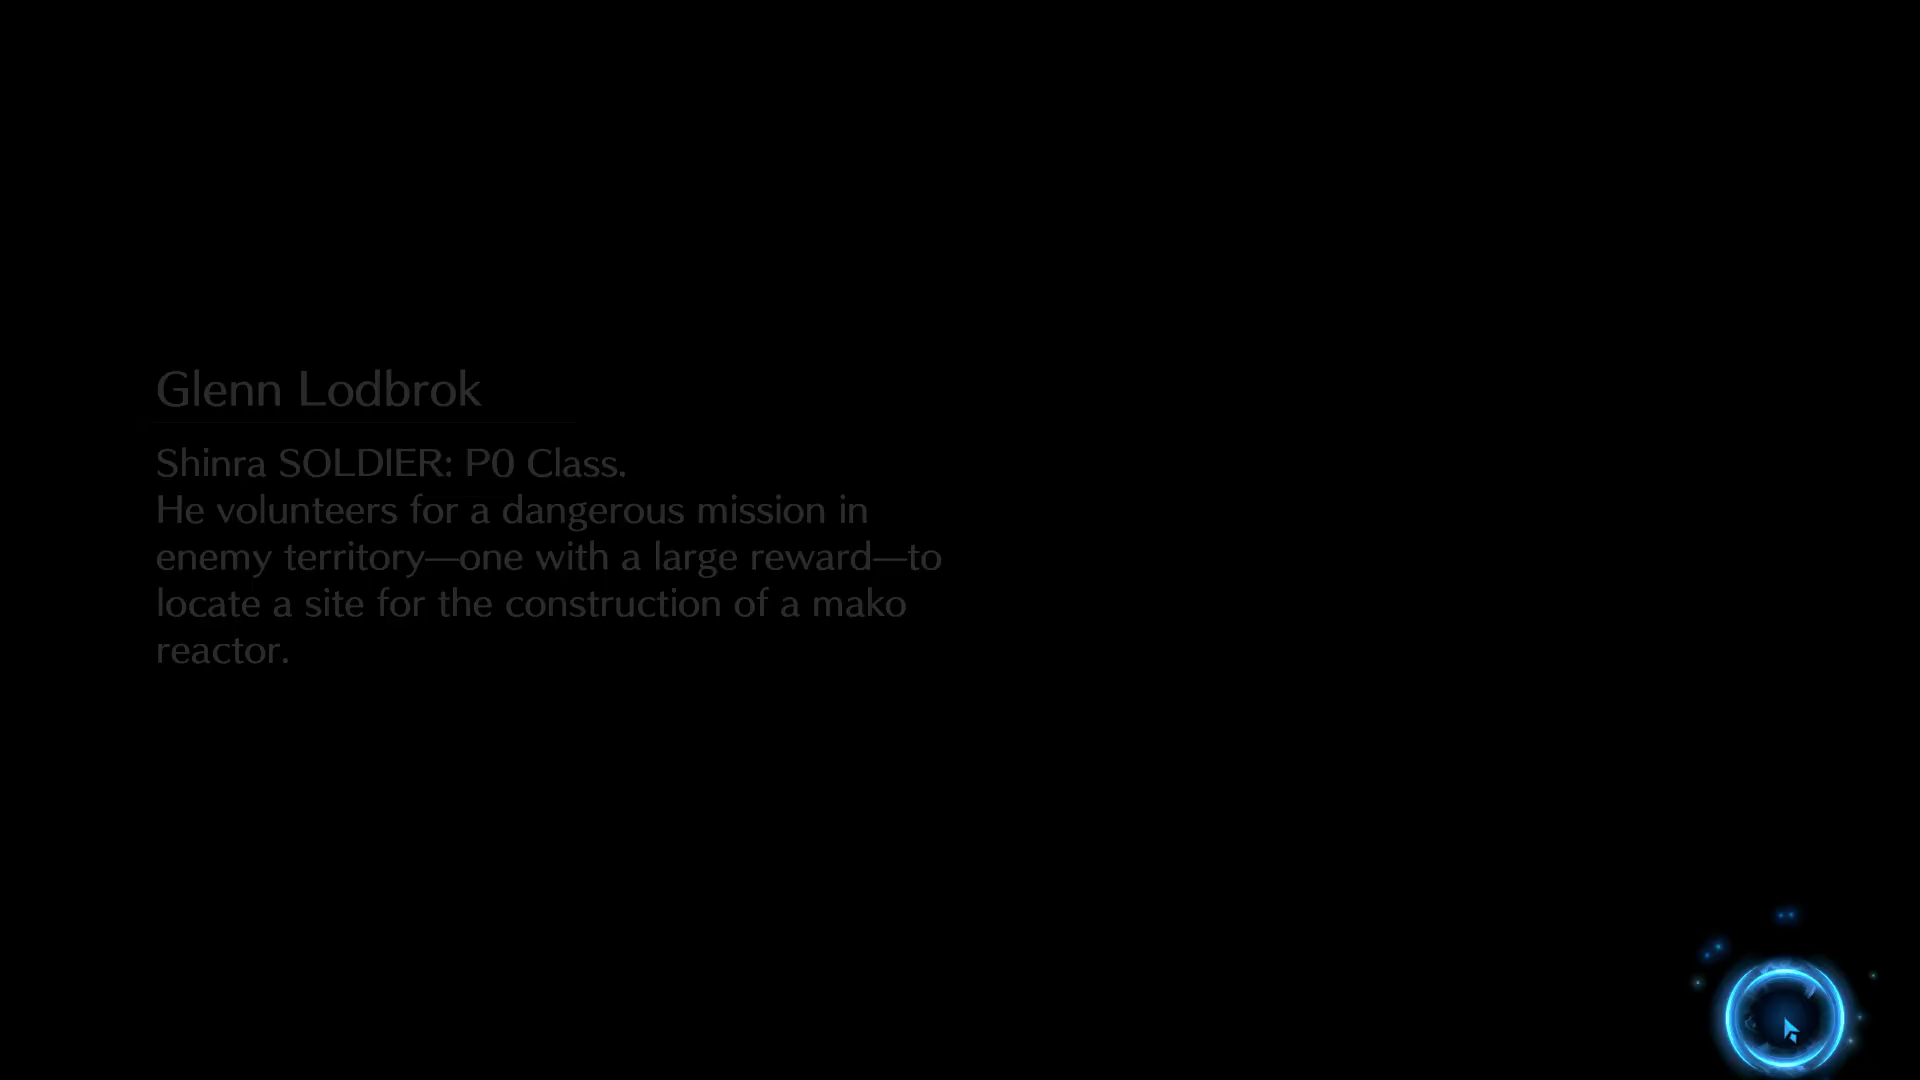 Glenn Lodbrok
Shinra SOLDIER: P0 Class.
He volunteers for a dangerous mission in
enemy territory—one with a large reward—to
locate a site for the construction of a mako
reactor.